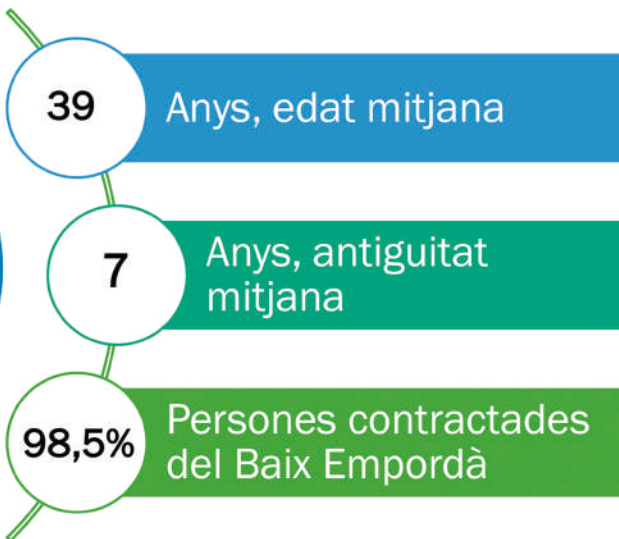 39
Anys, edat mitjana
7
Anys, antiguitat
mitjana
98,5%
Persones contractades
del Baix Empordà